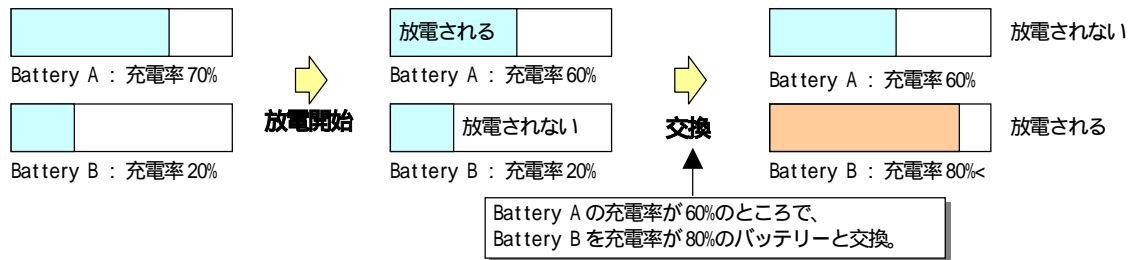 Battery A : 充電率70%
Battery B : 充電率20%
放電開始
放電される
Battery A : 充電率60%
放電されない
Battery B : 充電率20%
交換
Battery A : 充電率60%
放電されない
Battery B : 充電率80%<
放電される
Battery Aの充電率が60%のところで、
Battery Bを充電率が80%のバッテリーと交換。